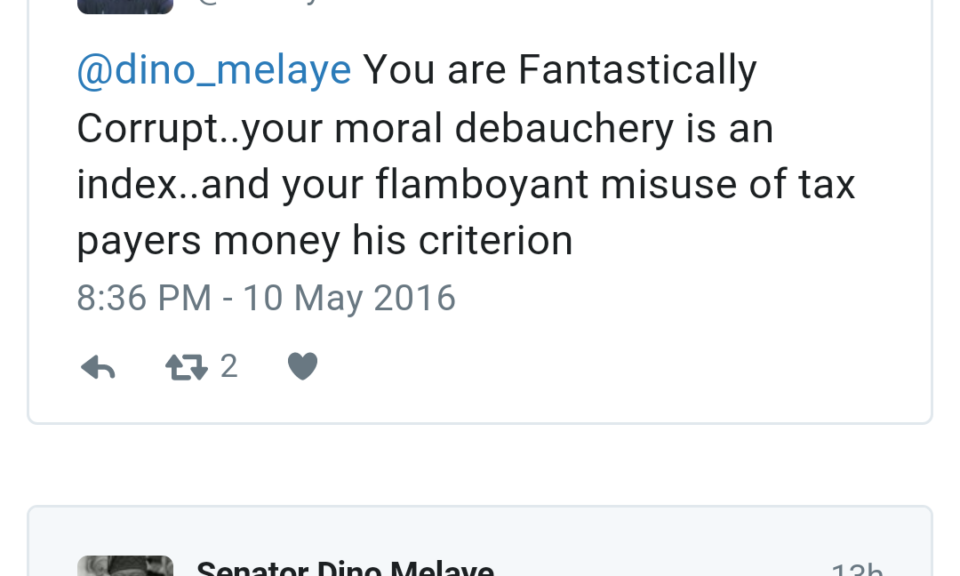 @dino_melaye You are Fantastically
Corrupt..your moral debauchery is an
index..and your flamboyant misuse of tax
payers money his criterion
8:36 PM - 10 May 2016
2
Senator Dino Melaye 13h